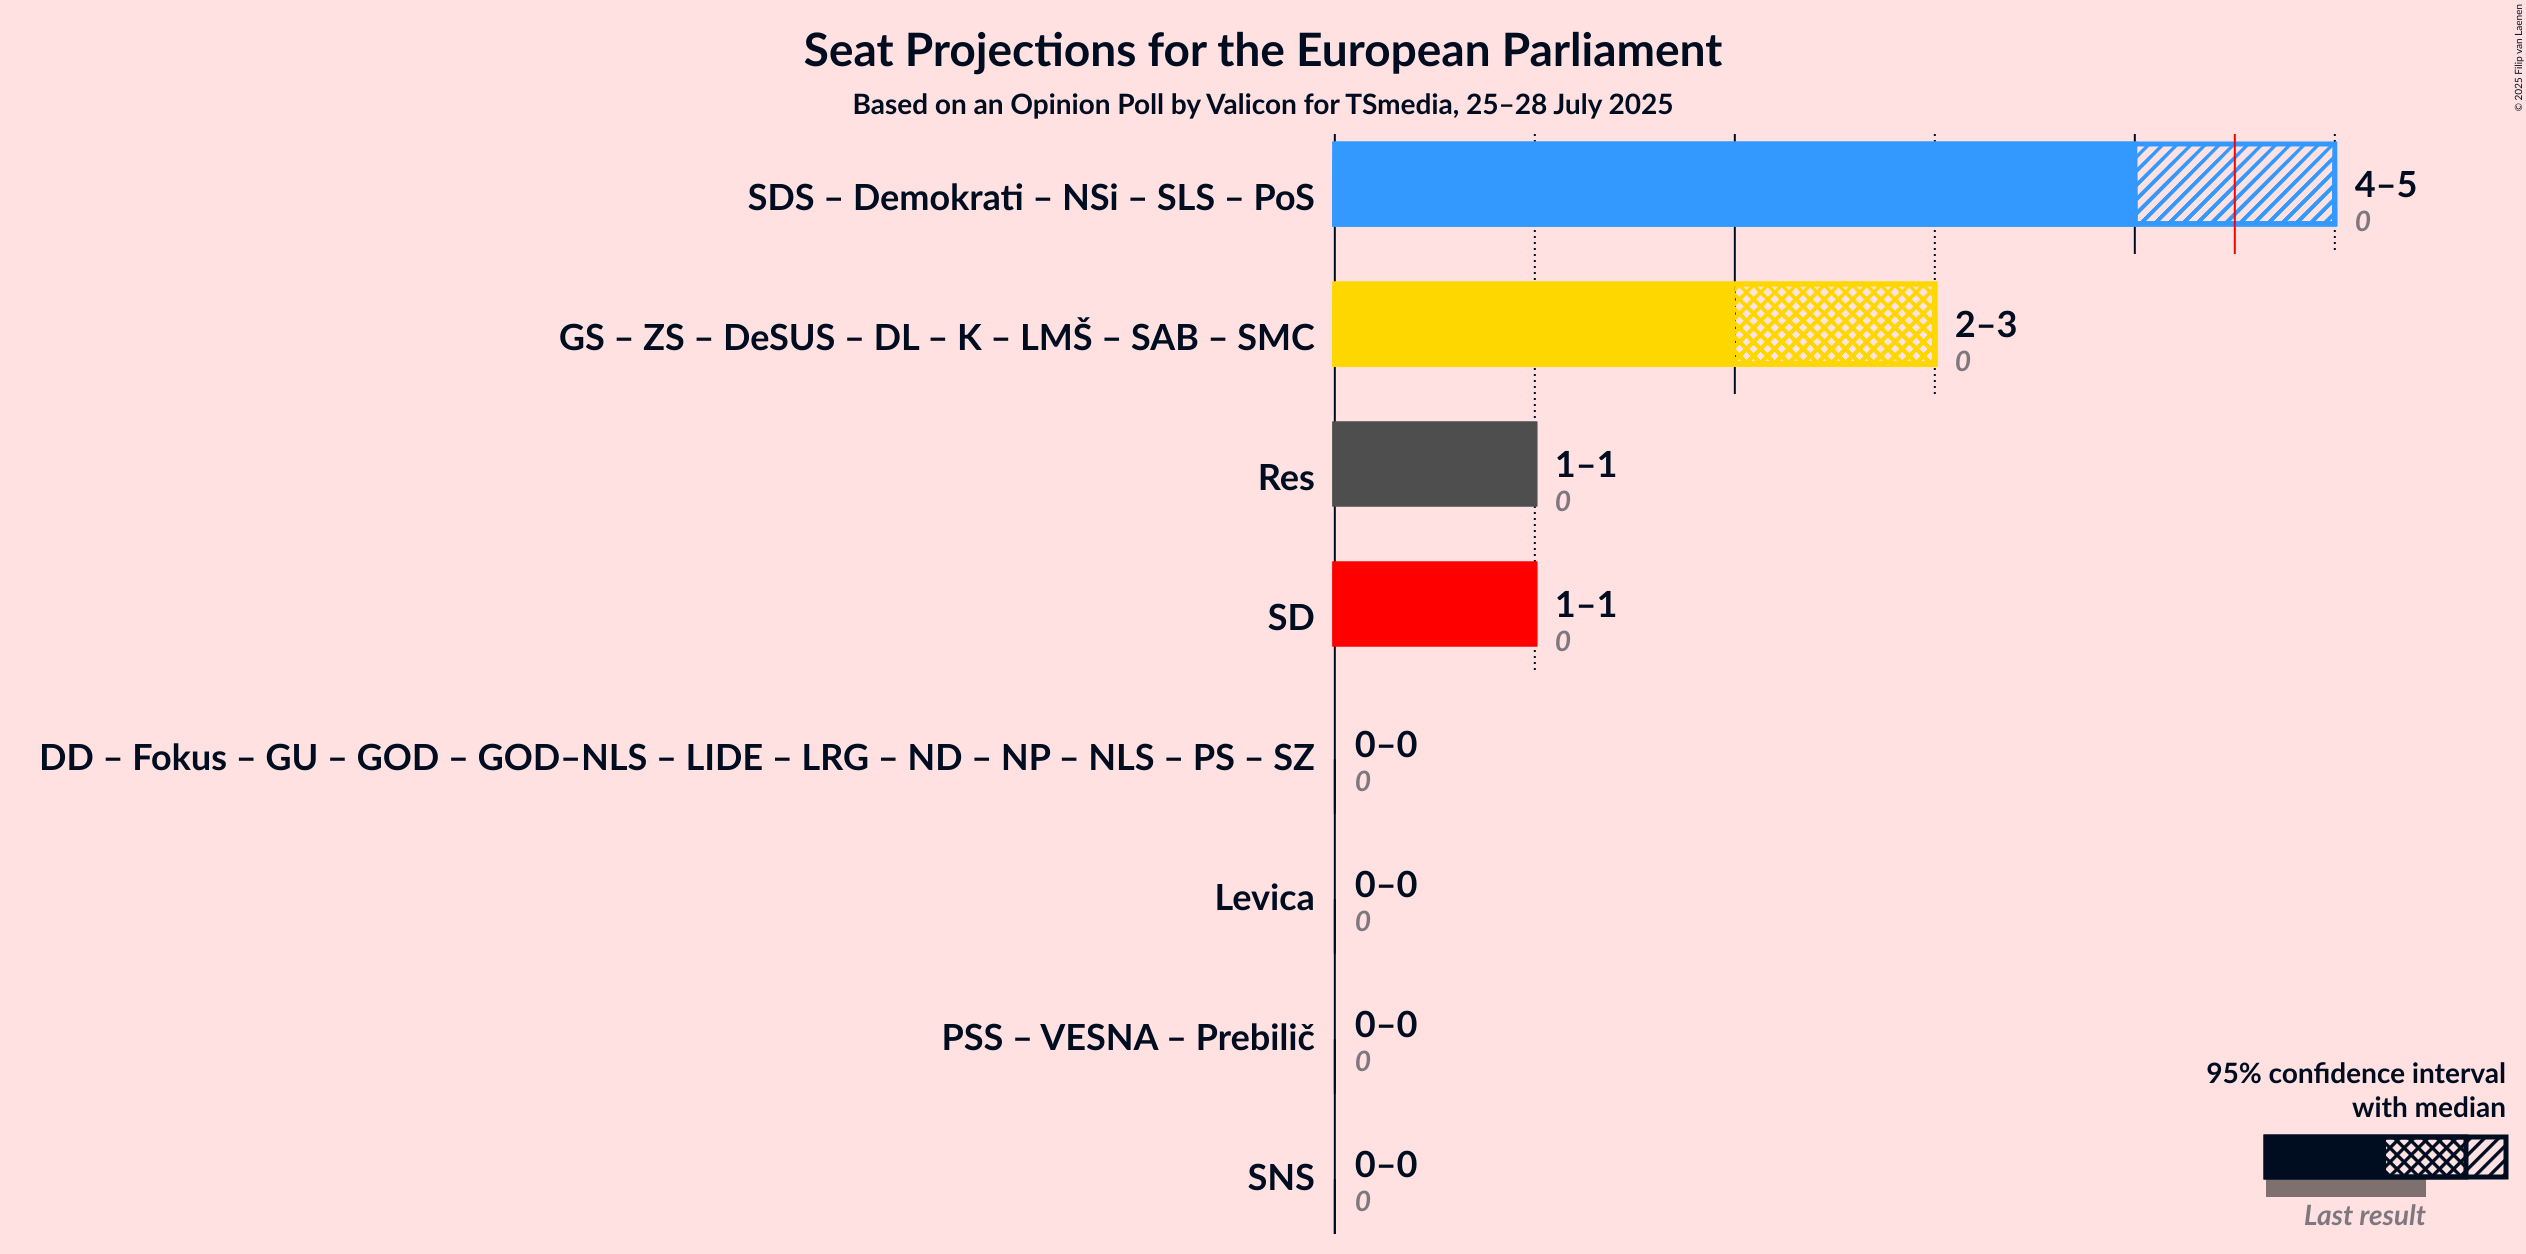 Seat Projections for the European Parliament
Based on an Opinion Poll by Valicon for TSmedia, 25–28 July 2025
© 2025 Filip van Laenen
SDS – Demokrati – NSi – SLS – PoS
4–5
0
GS – ZS – DeSUS – DL – K – LMŠ – SAB – SMC
2–3
0
Res
1–1
0
SD
1–1
0
DD – Fokus – GU – GOD – GOD–NLS – LIDE – LRG – ND – NP – NLS – PS – SZ
0–0
0
Levica
0–0
0
PSS – VESNA – Prebilič
0–0
0
SNS
0–0
0
95% confidence interval
with median
Last result